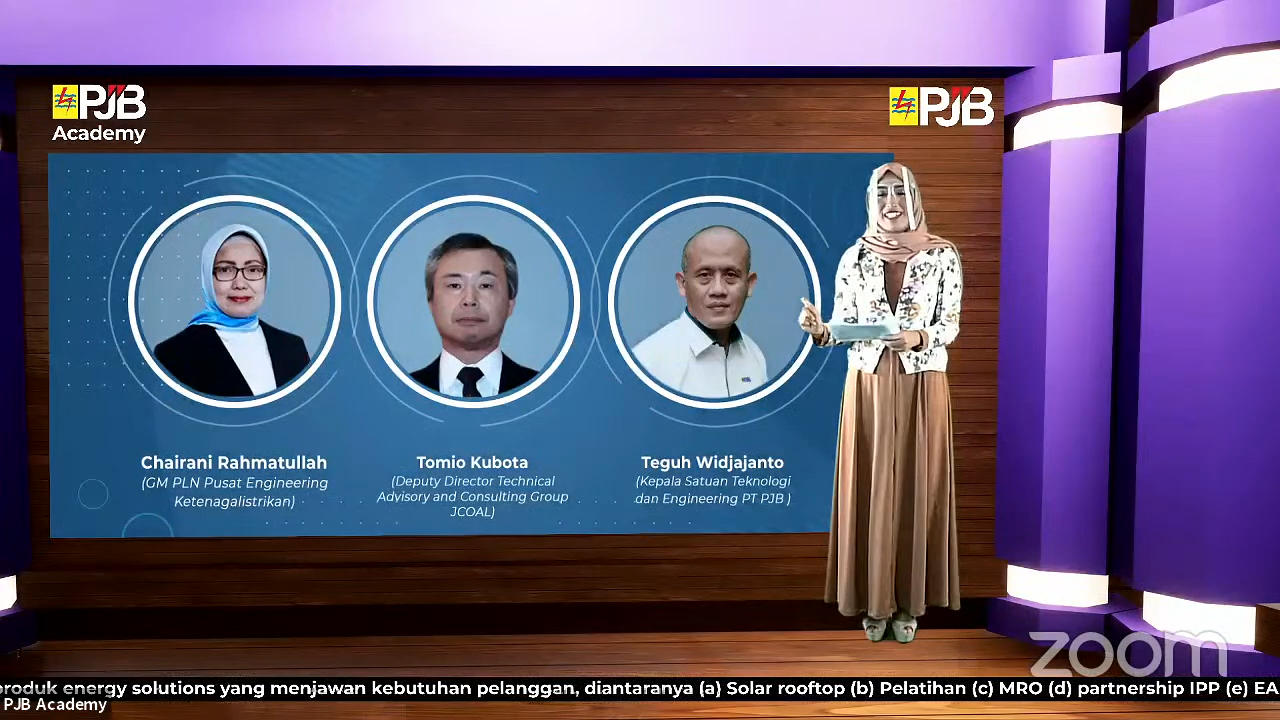 PJB
Academy
PJB
Chairani Rahmatullah
(GM PLN Pusat Engineering
Ketenagalistrikan)
Tomio Kubota
(Deputy Director Technical
Advisory and Consulting Group
JCOAL)
Teguh Widjajanto
(Kepala Satuan Teknologi
dan Engineering PT PJB )
zoom
produk energy solutions yang menjawan kebutuhan pelanggan, diantaranya (a) Solar rooftop (b) Pelatihan (c) MRO (d) partnership IPP (e) EA
PJB Academy